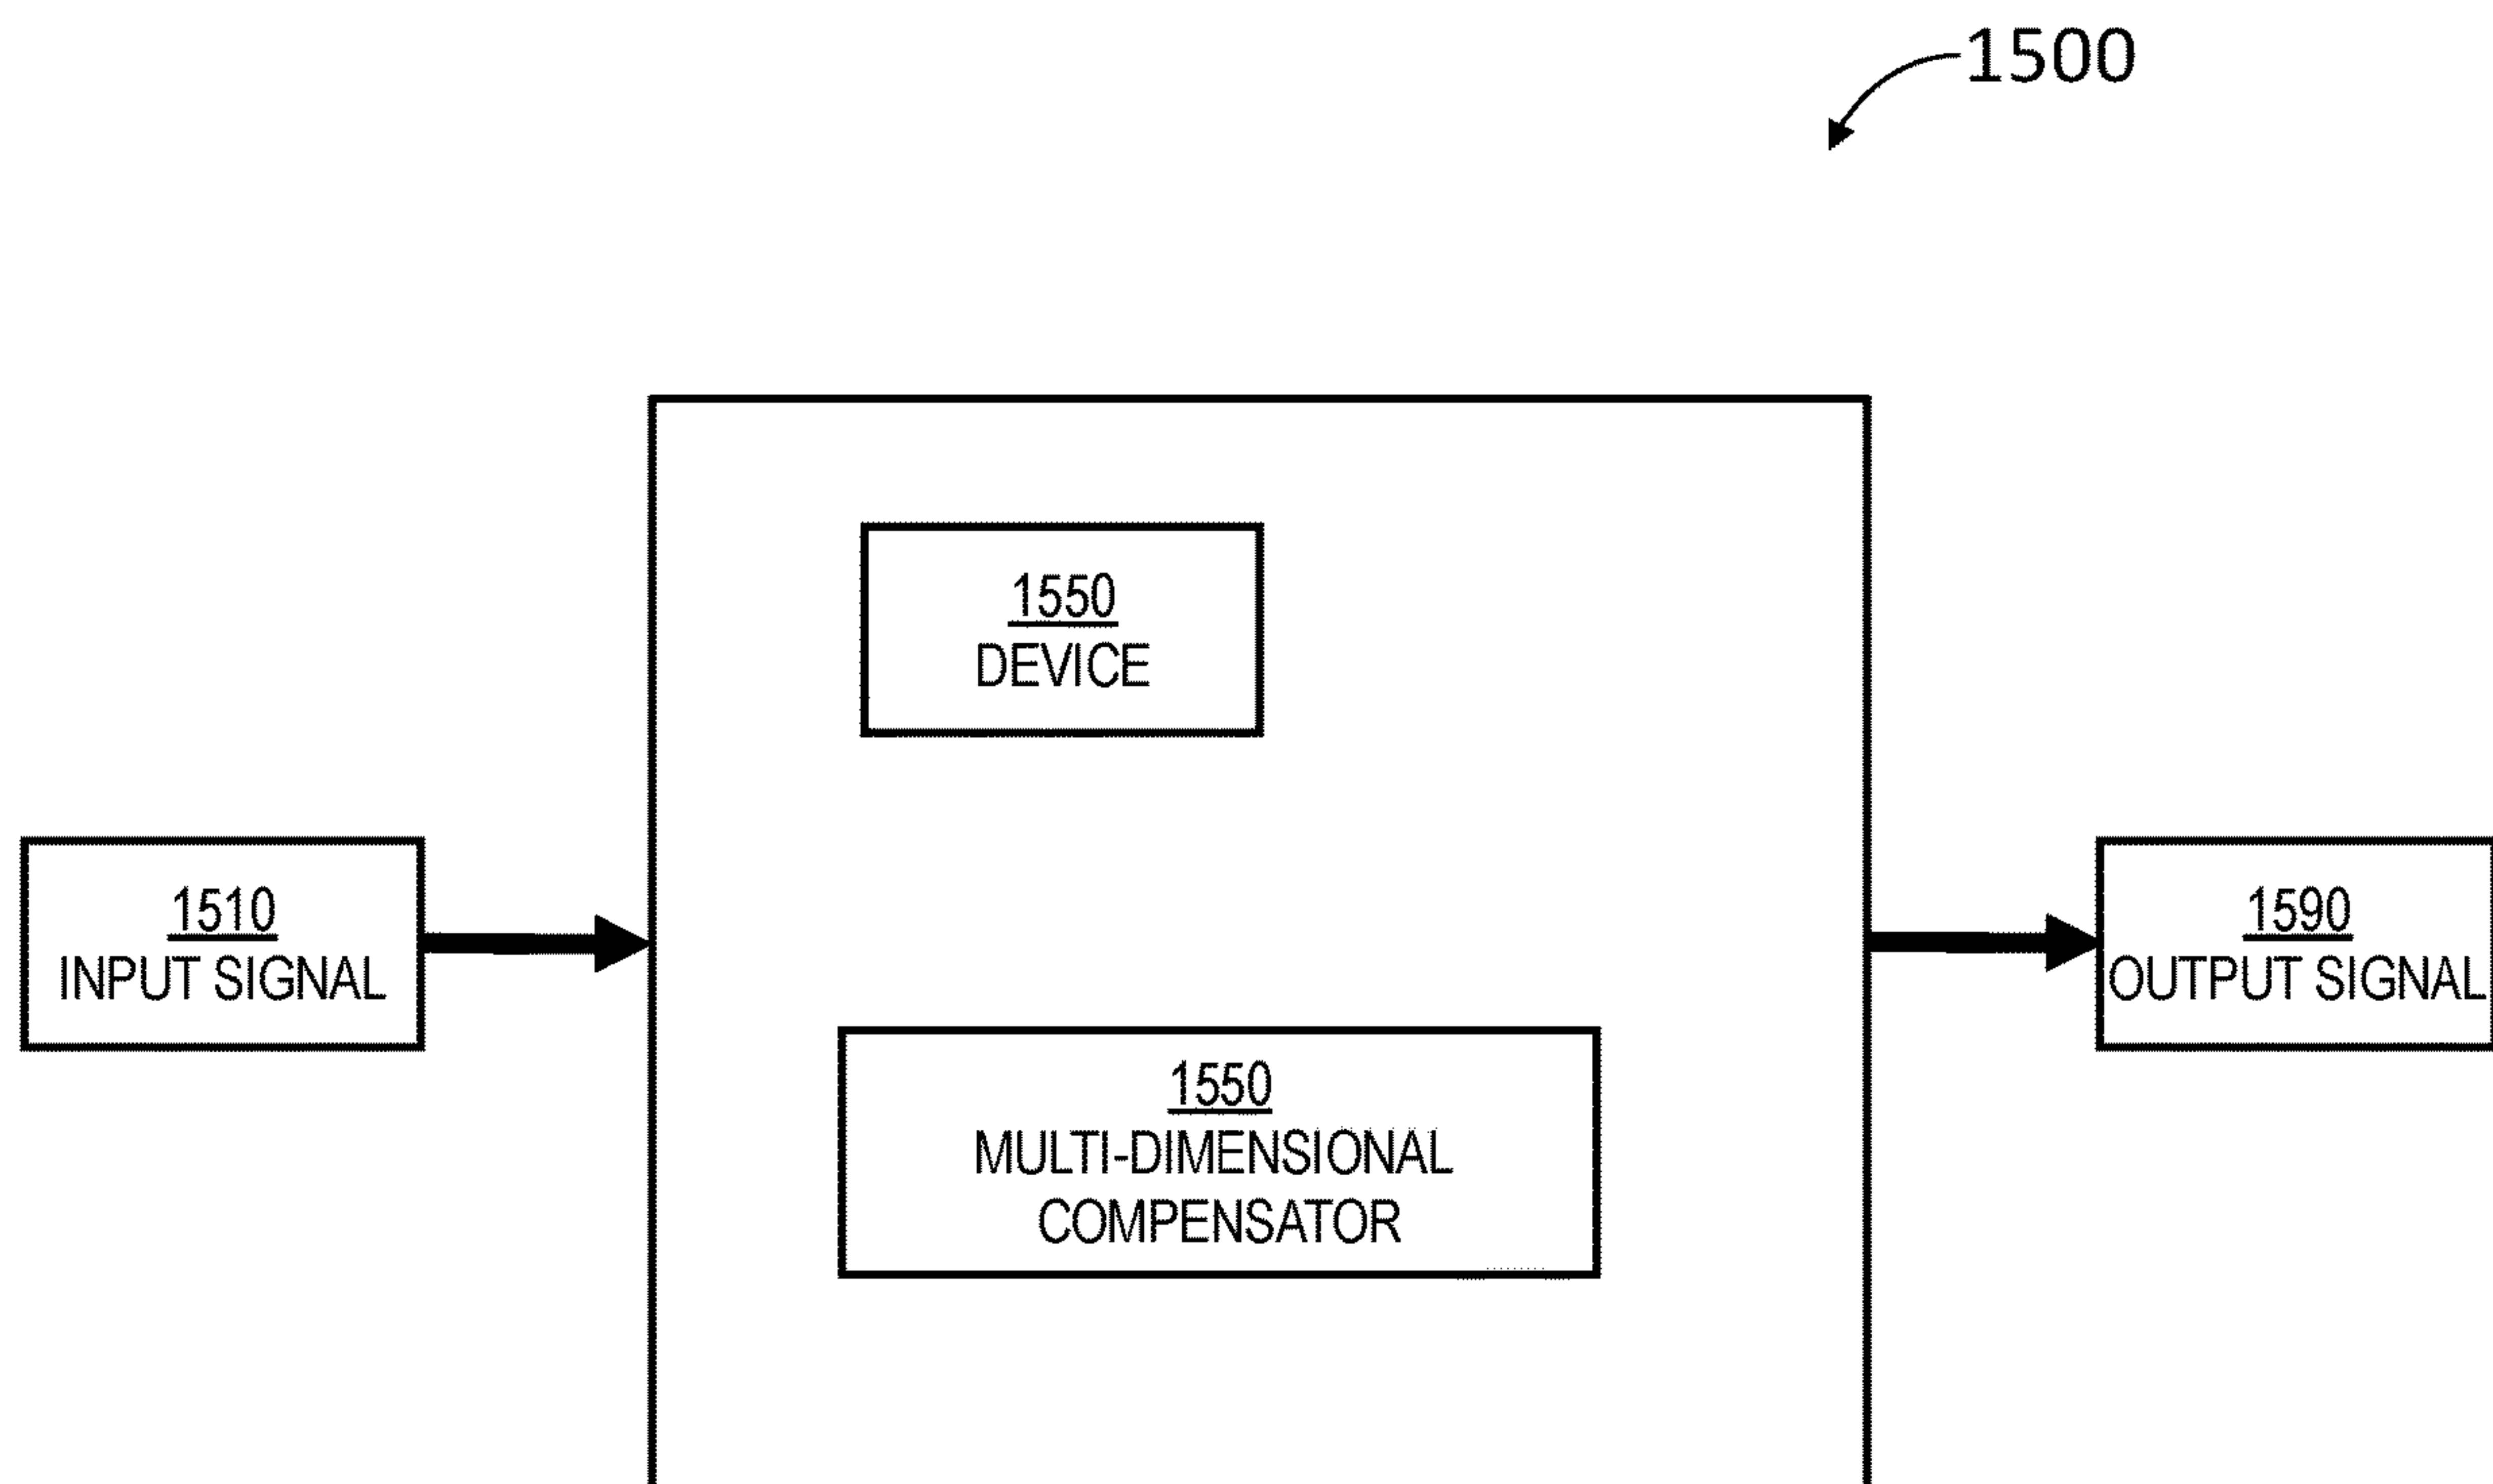 1500
1550
DEVICE
1510
INPUT SIGNAL
1590
OUTPUT SIGNAL
1550
MULTI-DIMENSIONAL
COMPENSATOR